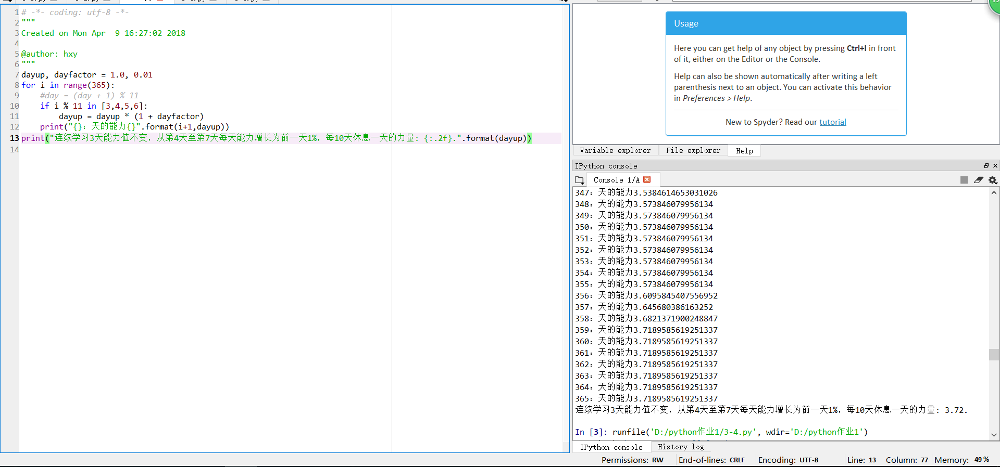 1 # -*- coding: utf-8 -*-
2 """
3 Created on Mon Apr  9 16:27:02 2018
4
5 @author: hxy
6 """
7 dayup, dayfactor = 1.0, 0.01
8 for i in range(365):
9     #day = (day + 1) % 11
10     if i % 11 in [3,4,5,6]:
11         dayup = dayup * (1 + dayfactor)
12     print("{}：天的能力{}".format(i+1,dayup))
13 print("连续学习3天能力值不变，从第4天至第7天每天能力增长为前一天1%，每10天休息一天的力量：{:.2f}.".format(dayup))
14
Usage
Here you can get help of any object by pressing Ctrl+I in front
of it, either on the Editor or the Console.
Help can also be shown automatically after writing a left
parenthesis next to an object. You can activate this behavior
in Preferences > Help.
New to Spyder? Read our tutorial
Variable explorer File explorer Help
IPython console
Console 1/A
347：天的能力3.5384614653031026
348：天的能力3.573846079956134
349：天的能力3.573846079956134
350：天的能力3.573846079956134
351：天的能力3.573846079956134
352：天的能力3.573846079956134
353：天的能力3.573846079956134
354：天的能力3.573846079956134
355：天的能力3.573846079956134
356：天的能力3.6095845407556952
357：天的能力3.645680386163252
358：天的能力3.6821371900248847
359：天的能力3.7189585619251337
360：天的能力3.7189585619251337
361：天的能力3.7189585619251337
362：天的能力3.7189585619251337
363：天的能力3.7189585619251337
364：天的能力3.7189585619251337
365：天的能力3.7189585619251337
连续学习3天能力值不变，从第4天至第7天每天能力增长为前一天1%，每10天休息一天的力量：3.72.
In [3]: runfile('D:/python作业1/3-4.py', wdir='D:/python作业1')
IPython console History log
Permissions: RW End-of-lines: CRLF Encoding: UTF-8 Line: 13 Column: 77 Memory: 49 %